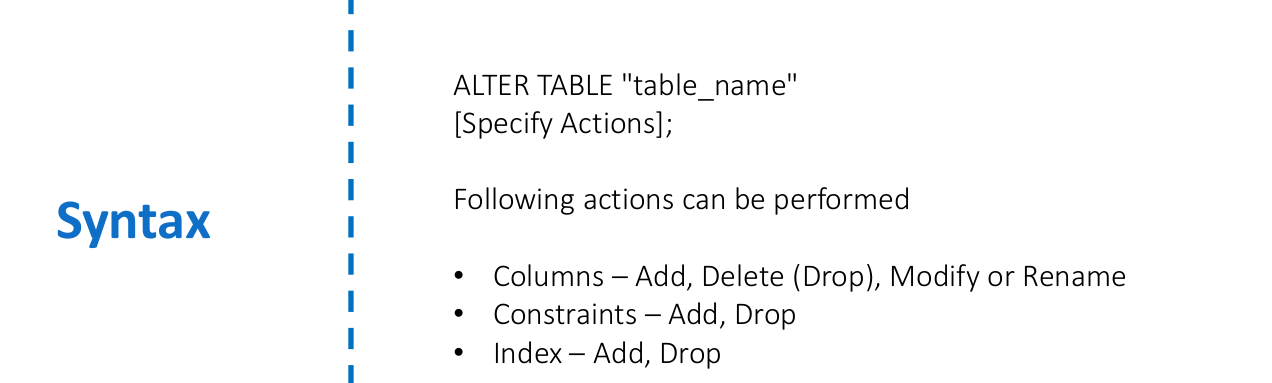 Syntax
ALTER TABLE "table_name"
[Specify Actions];
Following actions can be performed
• Columns – Add, Delete (Drop), Modify or Rename
• Constraints – Add, Drop
• Index – Add, Drop